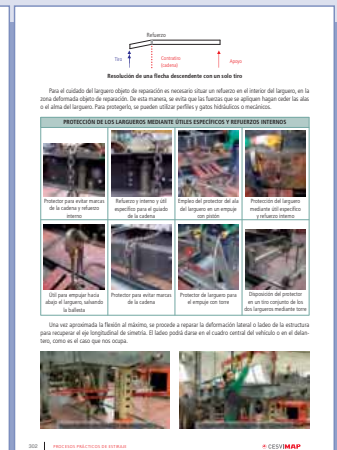 Refuerzo
Tiro
Contratiro
(cadena)
Apoyo
Resolución de una flecha descendente con un solo tiro
Para el cuidado del larguero objeto de reparación es necesario situar un refuerzo en el interior del larguero, en la
zona deformada objeto de reparación. De esta manera, se evita que las fuerzas que se apliquen hagan ceder las alas
o el alma del larguero. Para protegerlo, se pueden utilizar perfiles y gatos hidráulicos o mecánicos.
PROTECCIÓN DE LOS LARGUEROS MEDIANTE ÚTILES ESPECÍFICOS Y REFUERZOS INTERNOS
Protector para evitar marcas
de la cadena y refuerzo
interno
Refuerzo y interno y útil
específico para el guiado
de la cadena
Empleo del protector del ala
del larguero en un empuje
con pistón
Protección del larguero
mediante útil específico
y refuerzo interno
Útil para empujar hacia
abajo el larguero, salvando
la ballesta
Protector para evitar marcas
de la cadena
Protector de larguero para
el empuje con torre
Disposición del protector
en un tiro conjunto de los
dos largueros mediante torre
Una vez aproximada la flexión al máximo, se procede a reparar la deformación lateral o ladeo de la estructura
para recuperar el eje longitudinal de simetría. El ladeo podrá darse en el cuadro central del vehículo o en el delan-
tero, como es el caso que nos ocupa.
302 PROCESOS PRÁCTICOS DE ESTIRAJE
CESVIMAP